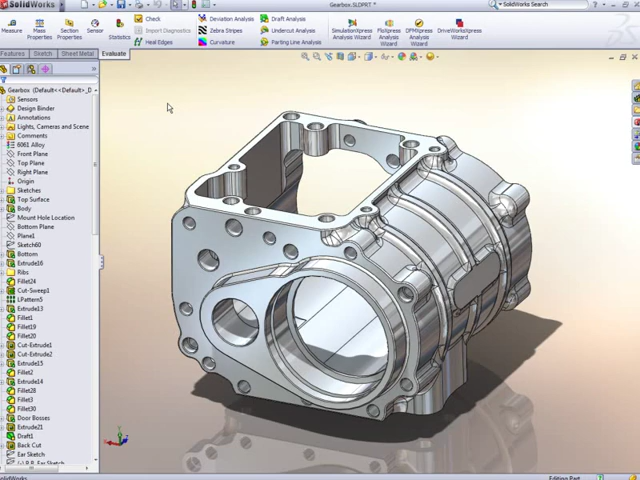 SolidWorks
Gearbox.SLDPRT *
SolidWorks Search
Measure
Mass Properties
Section Properties
Sensor
Statistics
Check
Import Diagnostics
Heal Edges
Deviation Analysis
Zebra Stripes
Curvature
Draft Analysis
Undercut Analysis
Parting Line Analysis
SimulationXpress Analysis Wizard
FloXpress Analysis Wizard
DFMXpress Analysis Wizard
DriveWorksXpress Wizard
Features
Sketch
Sheet Metal
Evaluate
Gearbox (Default<<Default>_D
Sensors
Design Binder
Annotations
Lights, Cameras and Scene
Comments
6061 Alloy
Front Plane
Top Plane
Right Plane
Origin
Sketches
Top Surface
Body
Mount Hole Location
Bottom Plane
Plane1
Sketch60
Bottom
Extrude16
Ribs
Fillet24
Cut-Sweep1
LPattern5
Extrude13
Fillet1
Fillet19
Fillet20
Cut-Extrude1
Cut-Extrude2
Extrude15
Fillet2
Extrude14
Fillet28
Fillet3
Fillet30
Door Bosses
Extrude21
Draft1
Back Cut
Ear Sketch
SolidWorks
Editing Part